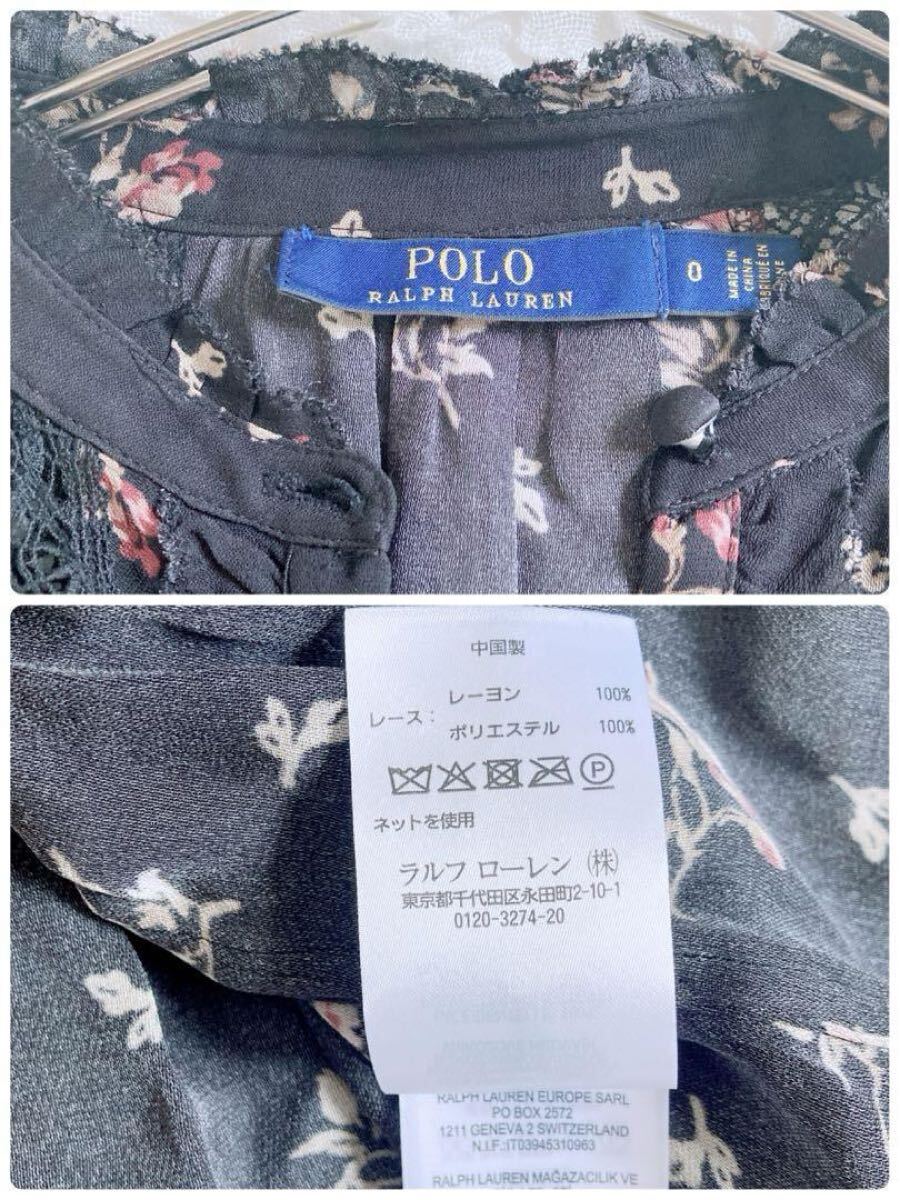 POLO
RALPH LAUREN
0
MADE IN
CHINA
FABRIQUÉ EN
中国製
レーヨン 100%
レース： ポリエステル 100%
P
ネットを使用
ラルフ ローレン (株)
東京都千代田区永田町2-10-1
0120-3274-20
RALPH LAUREN EUROPE SARL
PO BOX 2572
1211 GENEVA 2 SWITZERLAND
N.I.F.:IT03945310963
RALPH LAUREN MAĞAZACILIK VE